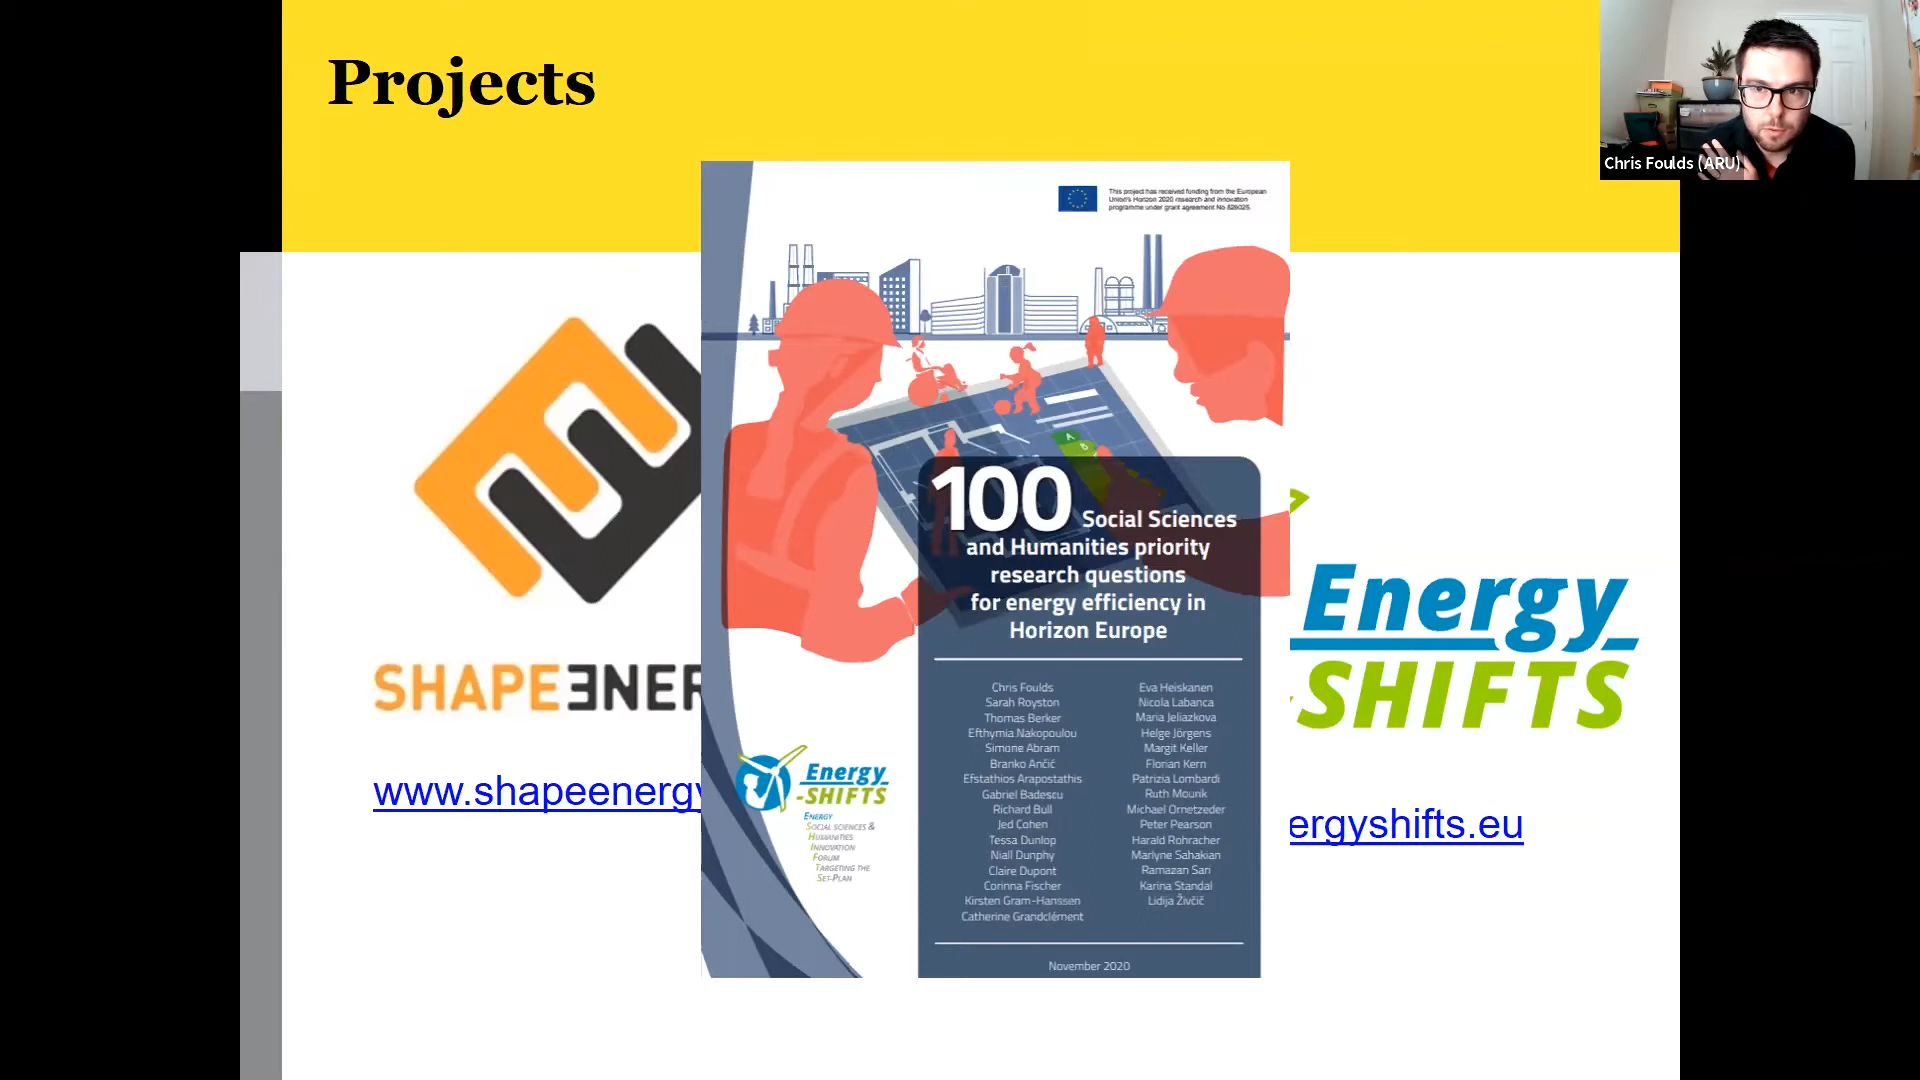 Projects
Chris Foulds (ARU)
This project has received funding from the European
Union's Horizon 2020 research and innovation
programme under grant agreement No 826025.
A
B
100 Social Sciences
and Humanities priority
research questions
for energy efficiency in
Horizon Europe
Chris Foulds
Sarah Royston
Thomas Berker
Efthymia Nakopoulou
Simone Abram
Branko Ančić
Efstathios Arapostathis
Gabriel Badescu
Richard Bull
Jed Cohen
Tessa Dunlop
Niall Dunphy
Claire Dupont
Corinna Fischer
Kirsten Gram-Hanssen
Catherine Grandclément
Eva Heiskanen
Nicola Labanca
Maria Jeliazkova
Helge Jörgens
Margit Keller
Florian Kern
Patrizia Lombardi
Ruth Mourik
Michael Ornetzeder
Peter Pearson
Harald Rohracher
Marlyne Sahakian
Ramazan Sari
Karina Standal
Lidija Živčič
November 2020
Energy
-SHIFTS
ENERGY
SOCIAL SCIENCES &
HUMANITIES
INNOVATION
FORUM
TARGETING THE
SET-PLAN
SHAPEENER
www.shapeenergy
Energy
-SHIFTS
ergyshifts.eu